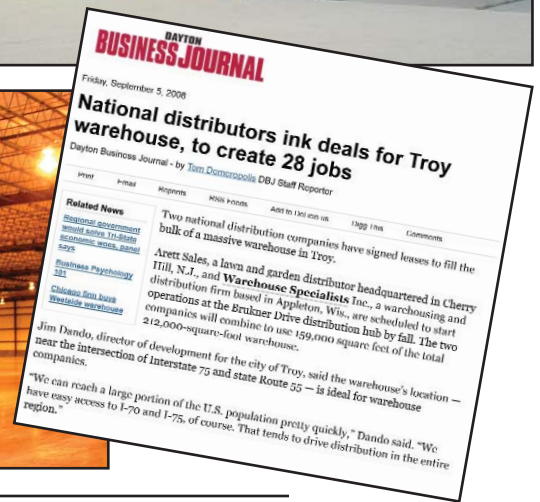 DAYTON
BUSINESS JOURNAL
Friday, September 5, 2008
National distributors ink deals for Troy
warehouse, to create 28 jobs
Dayton Business Journal - by Tom Demeropolis DBJ Staff Reporter
Print Email Reprints RSS Feeds Add to Del.icio.us Digg This Comments
Related News
Regional government
would solve Tri-State
economic woes, panel
says
Business Psychology
101
Chicago firm buys
Westside warehouse
Two national distribution companies have signed leases to fill the
bulk of a massive warehouse in Troy.
Arett Sales, a lawn and garden distributor headquartered in Cherry
Hill, N.J., and Warehouse Specialists Inc., a warehousing and
distribution firm based in Appleton, Wis., are scheduled to start
operations at the Brukner Drive distribution hub by fall. The two
companies will combine to use 159,000 square feet of the total
212,000-square-foot warehouse.
Jim Dando, director of development for the city of Troy, said the warehouse's location —
near the intersection of Interstate 75 and state Route 55 — is ideal for warehouse
companies.
"We can reach a large portion of the U.S. population pretty quickly," Dando said. "We
have easy access to I-70 and I-75, of course. That tends to drive distribution in the entire
region."